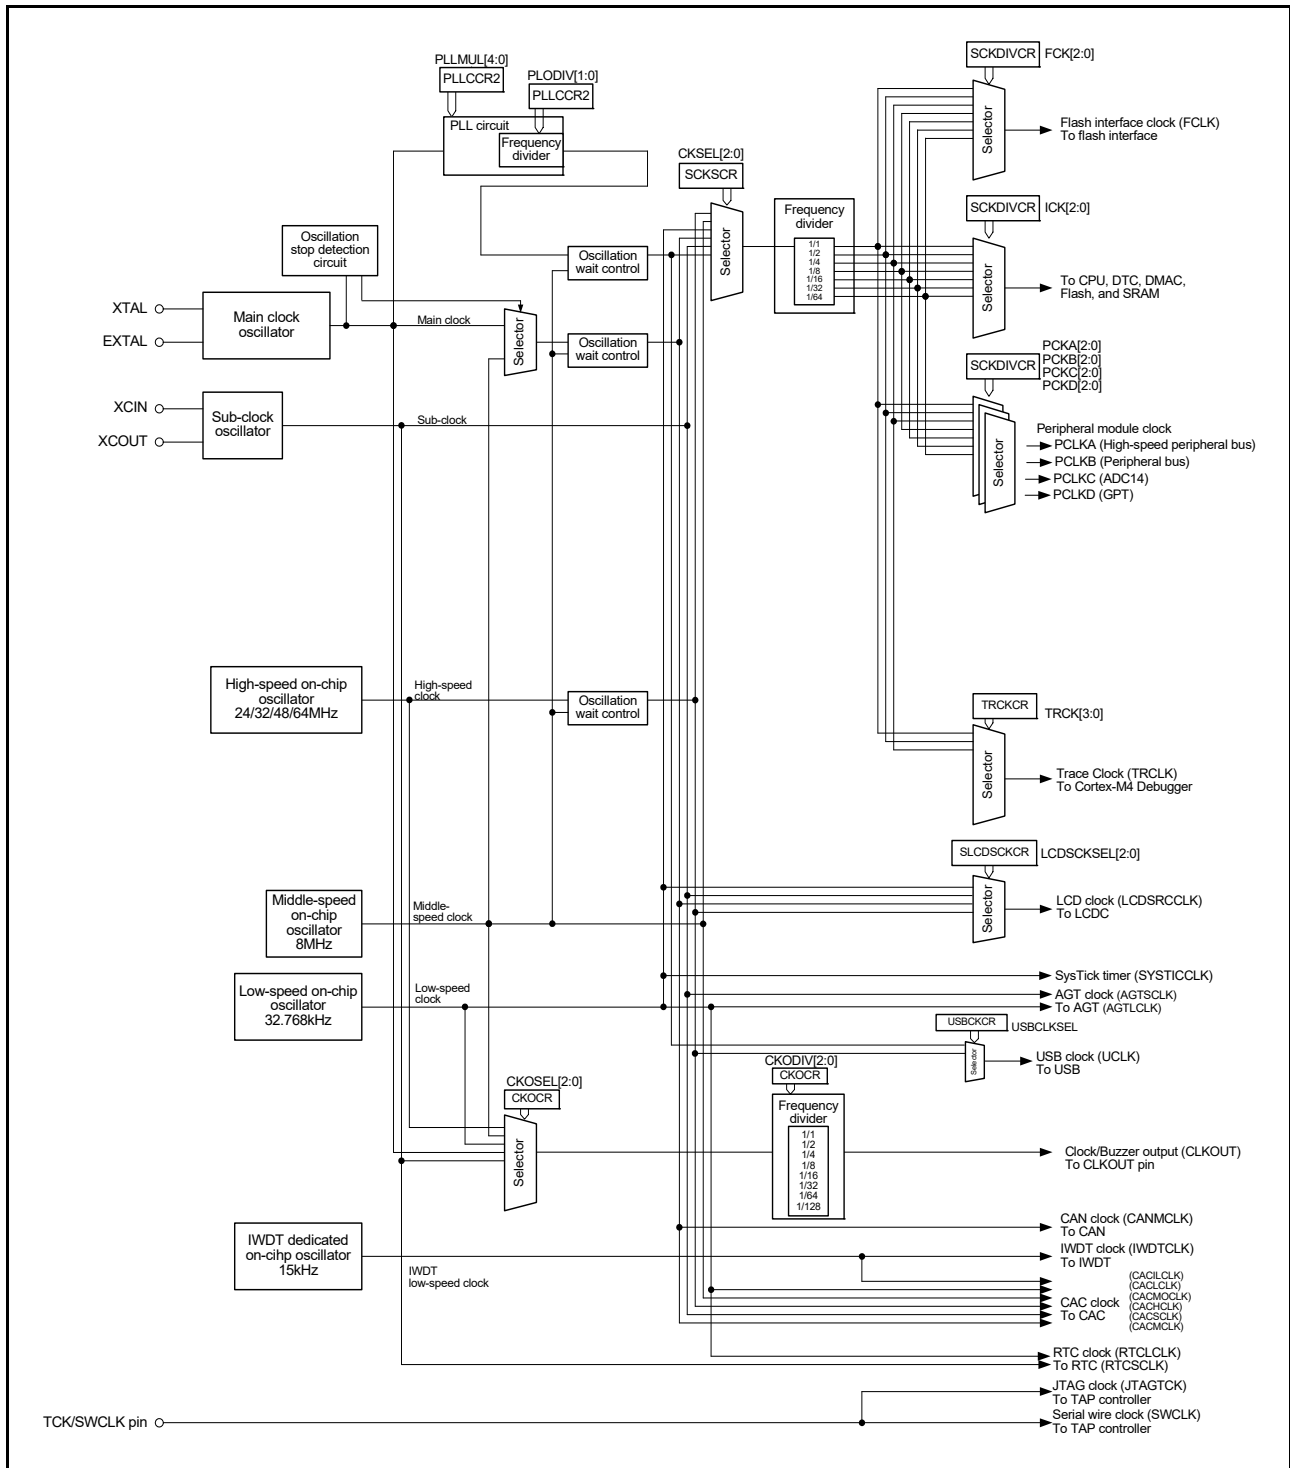 PLLMUL[4:0]
PLLCCR2
PLODIV[1:0]
PLLCCR2
PLL circuit
Frequency
divider
CKSEL[2:0]
SCKSCR
Selector
Frequency
divider
1/1
1/2
1/4
1/8
1/16
1/32
1/64
SCKDIVCR
FCK[2:0]
Selector
Flash interface clock (FCLK)
To flash interface
SCKDIVCR
ICK[2:0]
Selector
To CPU, DTC, DMAC,
Flash, and SRAM
Oscillation
stop detection
circuit
Oscillation
wait control
XTAL
EXTAL
Main clock
oscillator
Main clock
Selector
Oscillation
wait control
SCKDIVCR
PCKA[2:0]
PCKB[2:0]
PCKC[2:0]
PCKD[2:0]
Selector
Peripheral module clock
PCLKA (High-speed peripheral bus)
PCLKB (Peripheral bus)
PCLKC (ADC14)
PCLKD (GPT)
XCIN
XCOUT
Sub-clock
oscillator
Sub-clock
High-speed on-chip
oscillator
24/32/48/64MHz
High-speed
clock
Oscillation
wait control
TRCKCR
TRCK[3:0]
Selector
Trace Clock (TRCLK)
To Cortex-M4 Debugger
SLCDSCKCR
LCDSCKSEL[2:0]
Selector
LCD clock (LCDSRCCLK)
To LCDC
Middle-speed
on-chip
oscillator
8MHz
Middle-
speed clock
Low-speed on-chip
oscillator
32.768kHz
Low-speed
clock
SysTick timer (SYSTICCLK)
AGT clock (AGTSCLK)
To AGT (AGTLCLK)
USBCKCR
USBCLKSEL
Selector
USB clock (UCLK)
To USB
CKOSEL[2:0]
CKOCR
Selector
CKODIV[2:0]
CKOCR
Frequency
divider
1/1
1/2
1/4
1/8
1/16
1/32
1/64
1/128
Clock/Buzzer output (CLKOUT)
To CLKOUT pin
CAN clock (CANMCLK)
To CAN
IWDT dedicated
on-cihp oscillator
15kHz
IWDT
low-speed clock
IWDT clock (IWDTCLK)
To IWDT
CAC clock
To CAC
(CACILCLK)
(CACLCLK)
(CACMOCLK)
(CACHCLK)
(CACSCLK)
(CACMCLK)
RTC clock (RTCLCLK)
To RTC (RTCSCLK)
TCK/SWCLK pin
JTAG clock (JTAGTCK)
To TAP controller
Serial wire clock (SWCLK)
To TAP controller